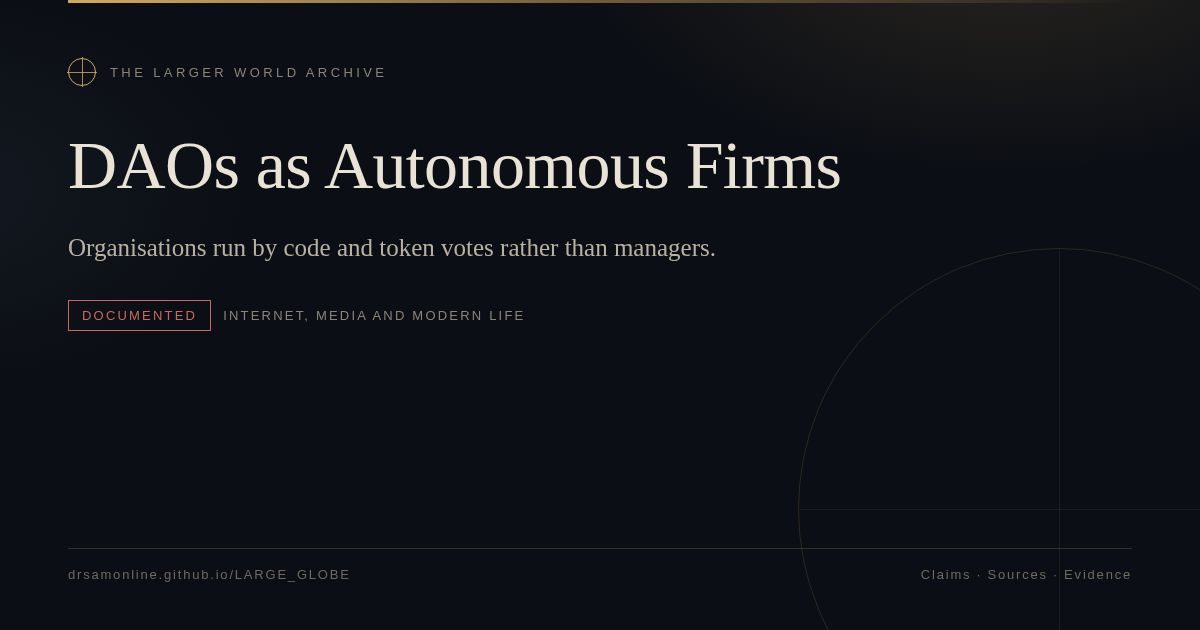 THE LARGER WORLD ARCHIVE
DAOs as Autonomous Firms
Organisations run by code and token votes rather than managers.
DOCUMENTED INTERNET, MEDIA AND MODERN LIFE
drsamonline.github.io/LARGE_GLOBE Claims · Sources · Evidence